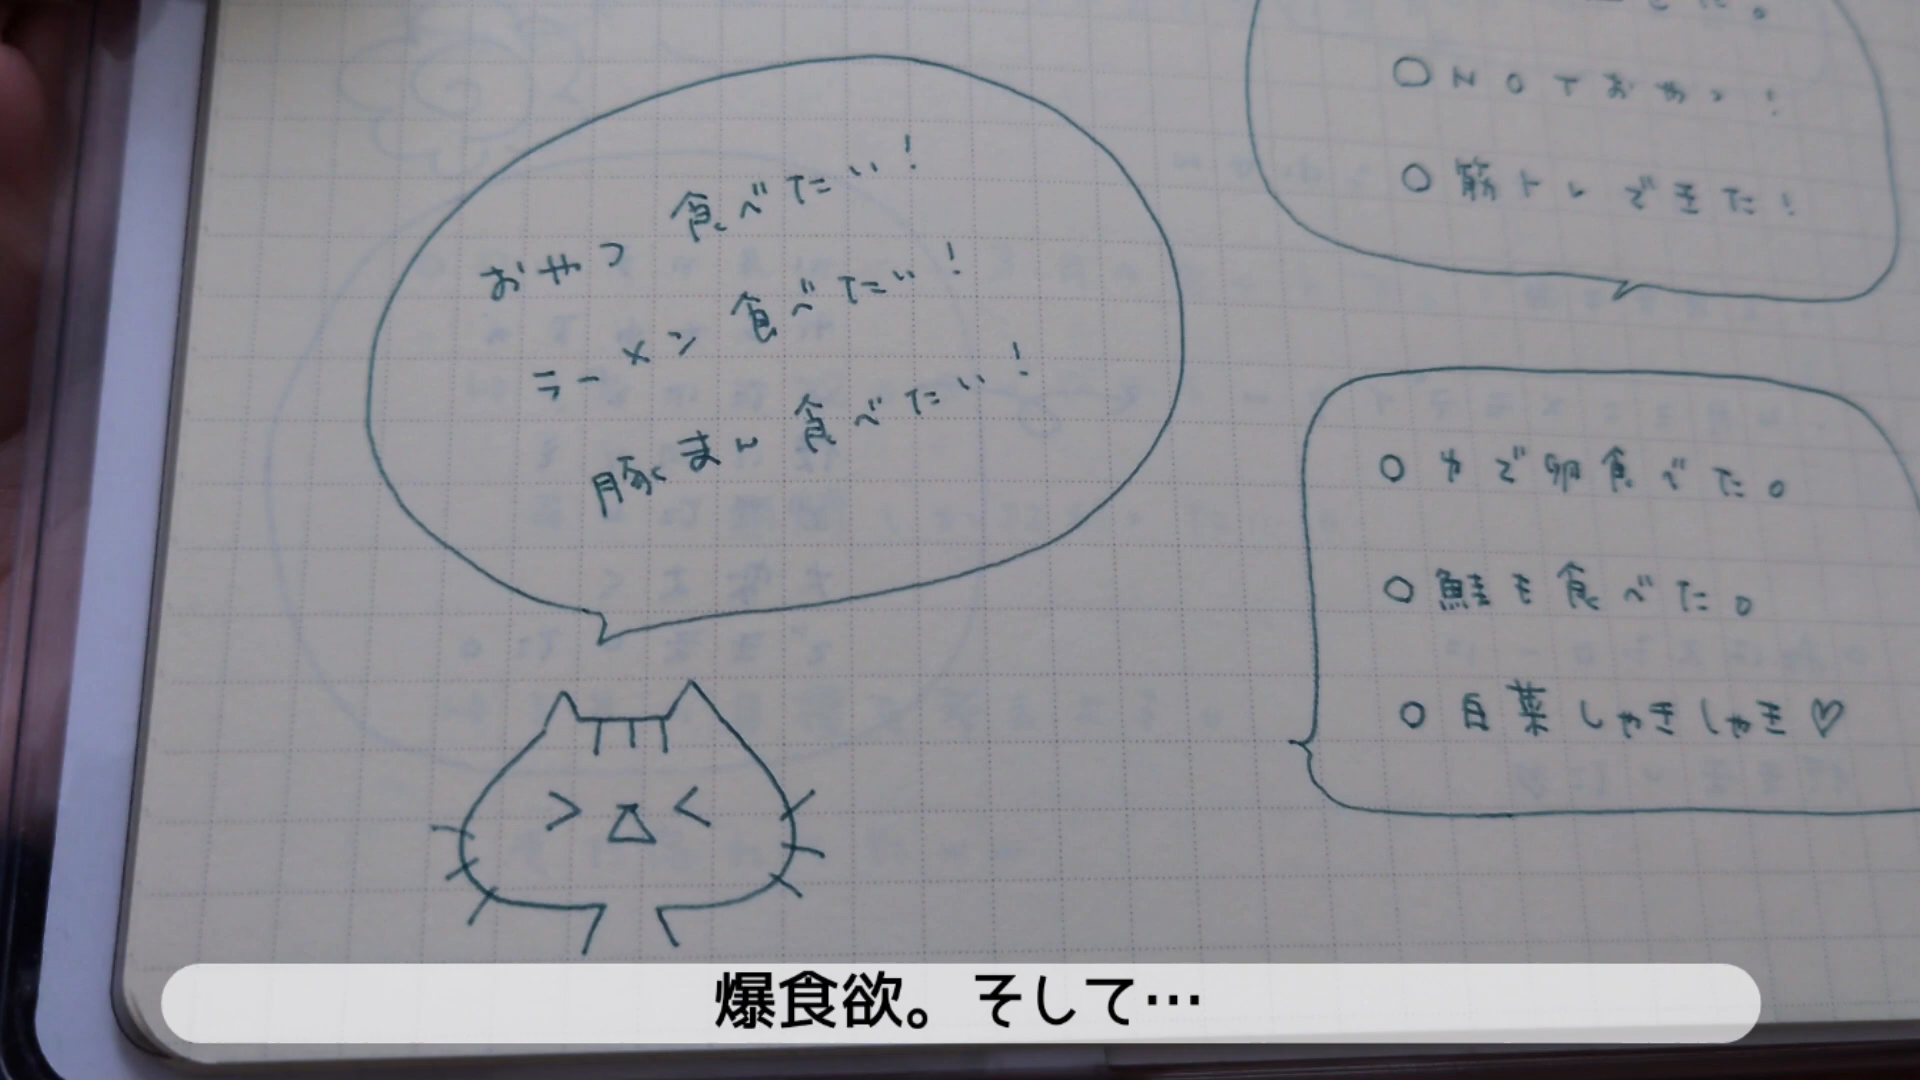 おやつ 食べたい!
ラーメン 食べたい!
豚まん 食べたい!
た。
○NOTおやつ!
○筋トレできた!
○ゆで卵食べた。
○鮭も食べた。
○白菜しゃきしゃき♡
爆食欲。そして…